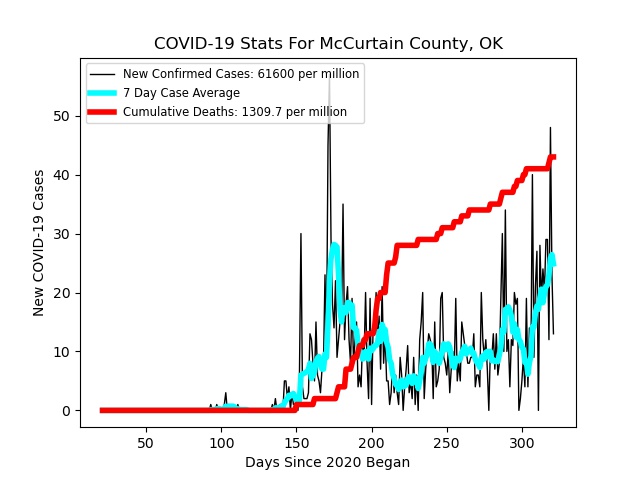 COVID-19 Stats For McCurtain County, OK
New Confirmed Cases: 61600 per million
7 Day Case Average
Cumulative Deaths: 1309.7 per million
New COVID-19 Cases
50
40
30
20
10
0
50 100 150 200 250 300
Days Since 2020 Began